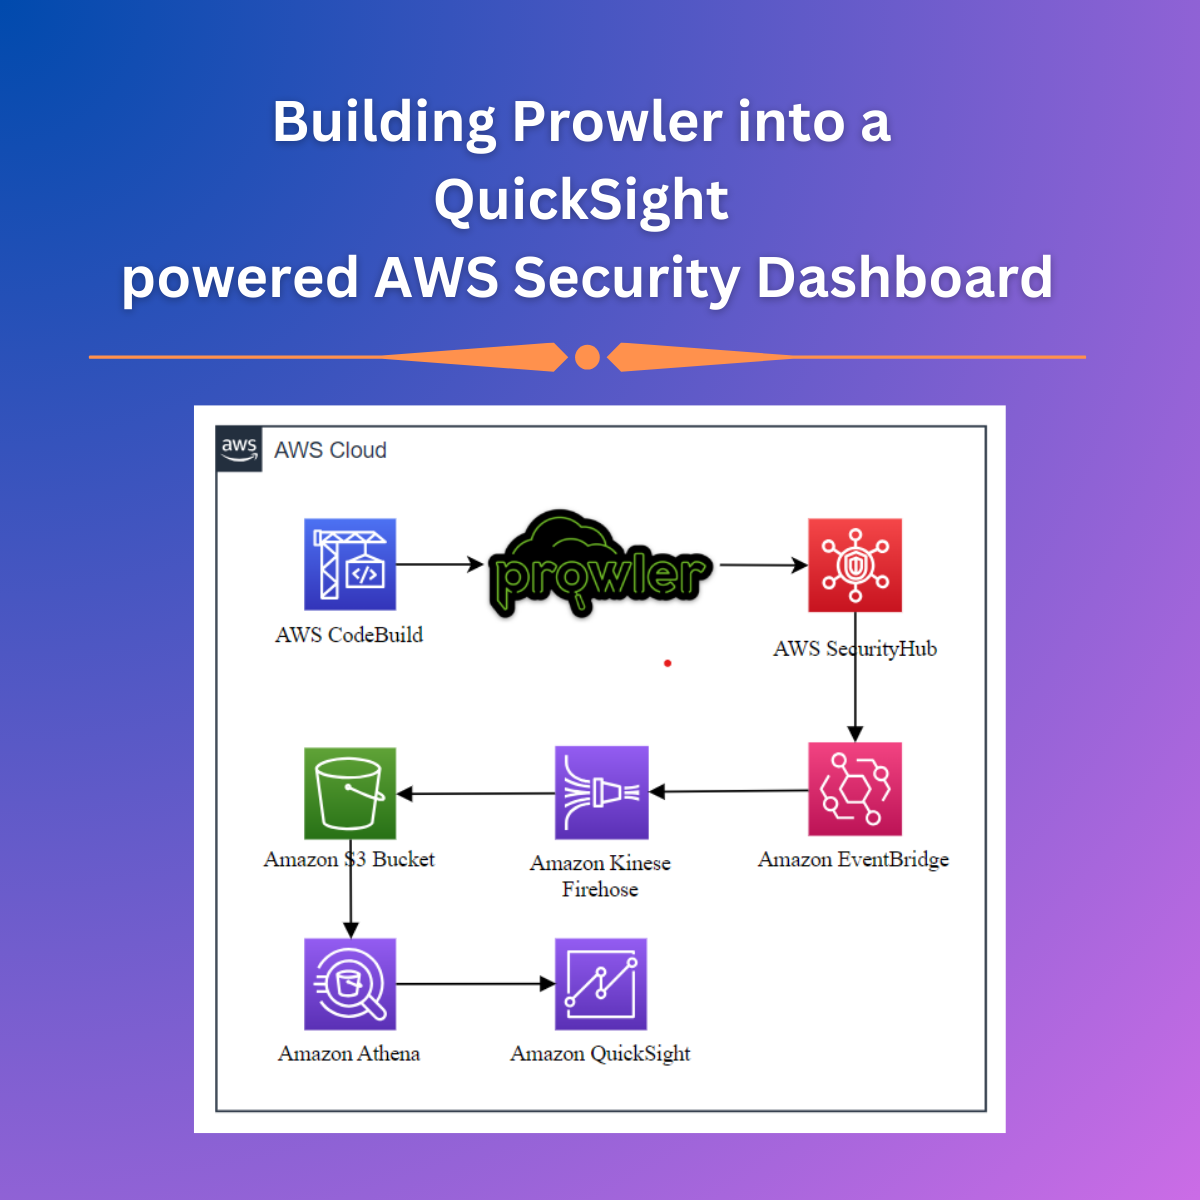 Building Prowler into a
QuickSight
powered AWS Security Dashboard
aws
AWS Cloud
prowler
AWS CodeBuild
AWS SecurityHub
Amazon S3 Bucket
Amazon Kinese
Firehose
Amazon EventBridge
Amazon Athena
Amazon QuickSight